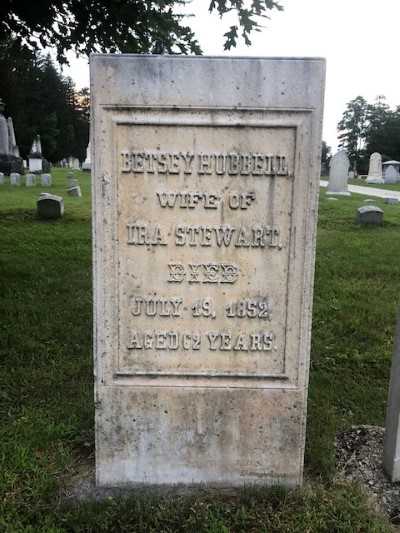 BETSEY HUBBELL,
WIFE OF
IRA STEWART,
DIED
JULY 19, 1852,
AGED 62 YEARS.